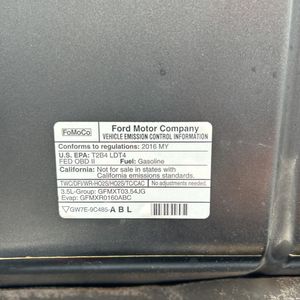 FoMoCo
Ford Motor Company
VEHICLE EMISSION CONTROL INFORMATION
Conforms to regulations: 2016 MY
U.S. EPA: T2B4 LDT4
FED OBD II Fuel: Gasoline
California: Not for sale in states with
California emissions standards.
TWC/DFI/WR-HO2S/HO2S/TC/CAC No adjustments needed.
3.5L-Group: GFMXT03.54JG
Evap: GFMXR0160ABC
GW7E-9C485-ABL